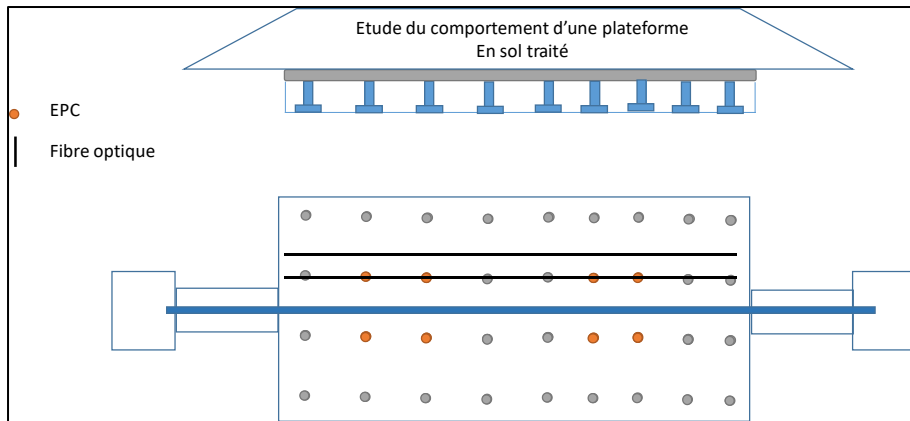 Etude du comportement d’une plateforme
En sol traité
EPC
Fibre optique